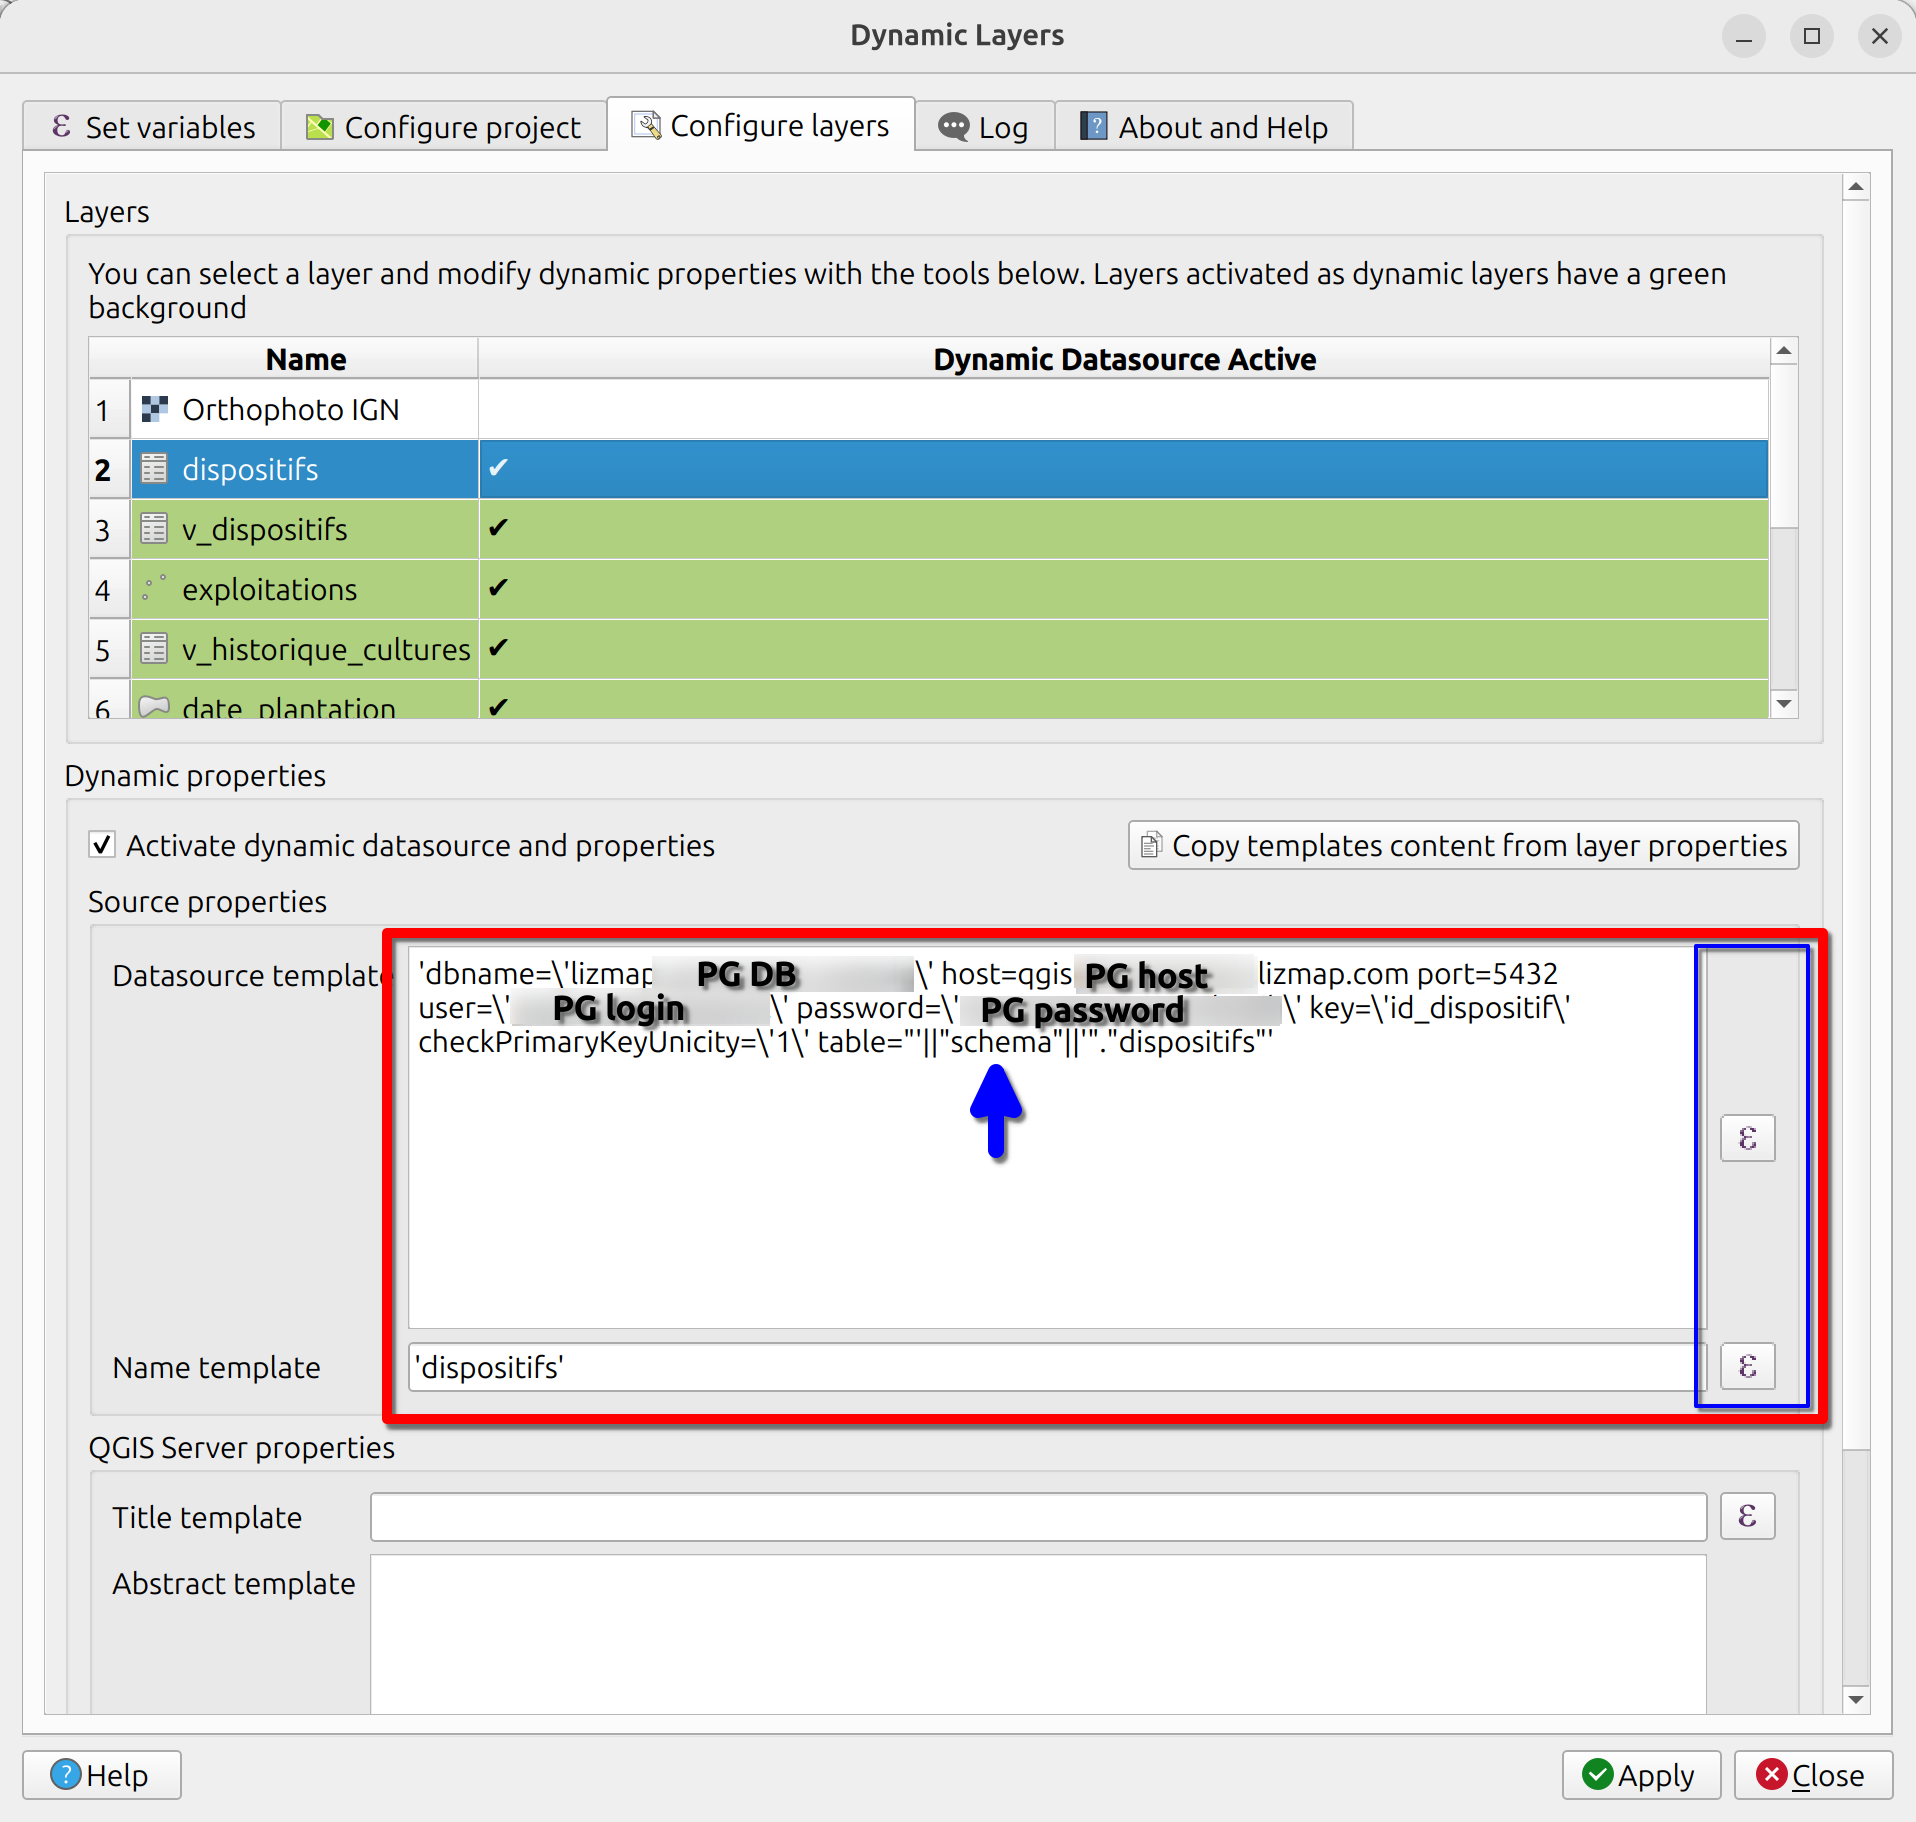 Dynamic Layers
ε Set variables
Configure project
Configure layers
Log
About and Help
Layers
You can select a layer and modify dynamic properties with the tools below. Layers activated as dynamic layers have a green
background
Name Dynamic Datasource Active
1 Orthophoto IGN
2 dispositifs ✔
3 v_dispositifs ✔
4 exploitations ✔
5 v_historique_cultures ✔
6 date_plantation ✔
Dynamic properties
Activate dynamic datasource and properties
Copy templates content from layer properties
Source properties
Datasource template
'dbname=\'lizmap PG DB \' host=qgis PG host lizmap.com port=5432
user=\' PG login \' password=\' PG password \' key=\'id_dispositif\'
checkPrimaryKeyUnicity=\'1\' table="'||"schema"||'"."dispositifs"'
ε
Name template 'dispositifs' ε
QGIS Server properties
Title template ε
Abstract template
Help
Apply
Close